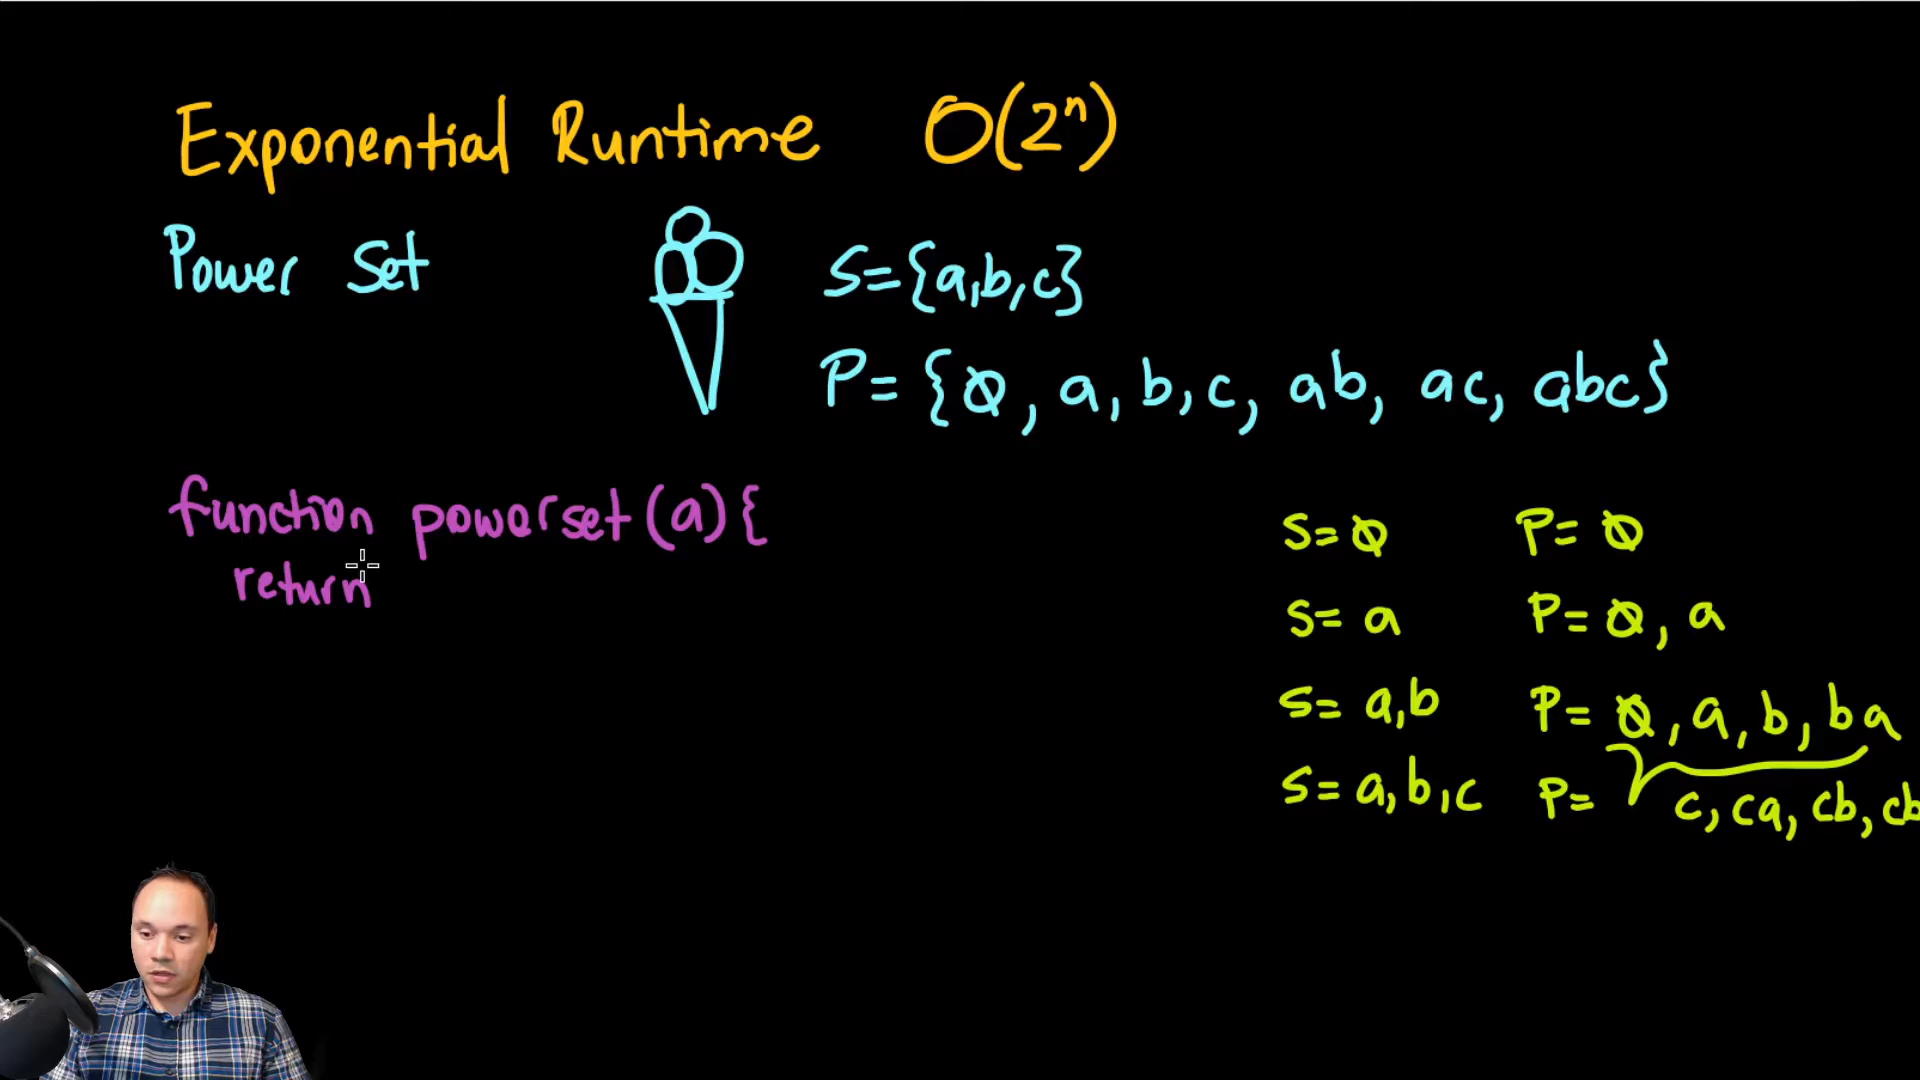 Exponential Runtime O(2ⁿ)
Power Set
S={a,b,c}
P={∅, a, b, c, ab, ac, abc}
function powerset(a){
return
S=∅ P=∅
S=a P=∅, a
S=a,b P=∅, a, b, ba
S=a,b,c P= c, ca, cb, cb